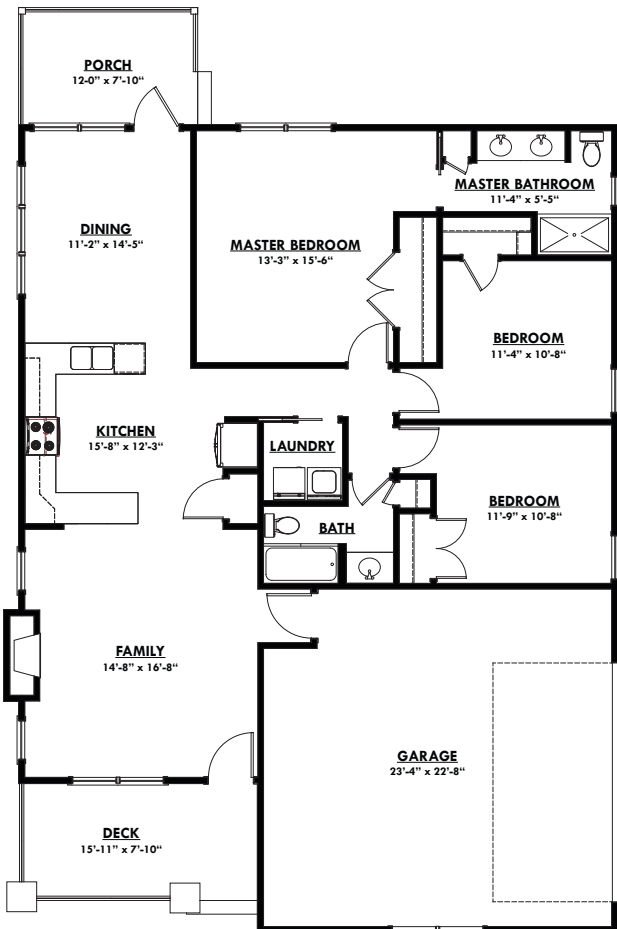 PORCH
12-0” x 7'-10“
MASTER BATHROOM
11'-4” x 5'-5“
DINING
11'-2” x 14'-5“
MASTER BEDROOM
13'-3” x 15'-6“
BEDROOM
11'-4” x 10'-8“
KITCHEN
15'-8” x 12'-3“
LAUNDRY
BEDROOM
11'-9” x 10'-8“
BATH
FAMILY
14'-8” x 16'-8“
GARAGE
23'-4” x 22'-8“
DECK
15'-11” x 7'-10“